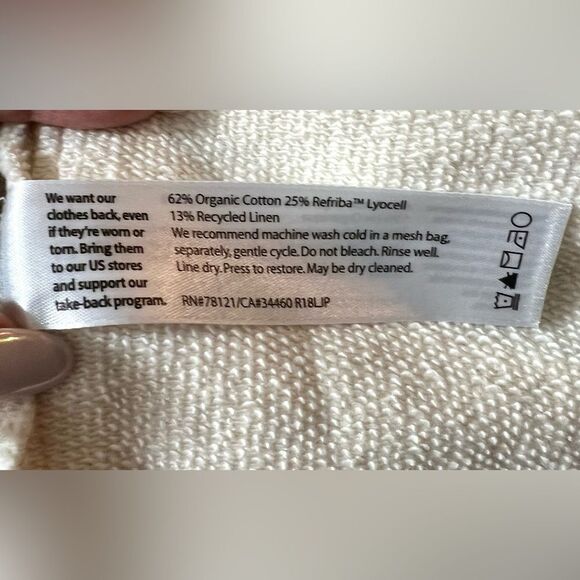 We want our
clothes back, even
if they're worn or
torn. Bring them
to our US stores
and support our
take-back program.
62% Organic Cotton 25% Refriba™ Lyocell
13% Recycled Linen
We recommend machine wash cold in a mesh bag,
separately, gentle cycle. Do not bleach. Rinse well.
Line dry. Press to restore. May be dry cleaned.
RN#78121/CA#34460 R18LJP